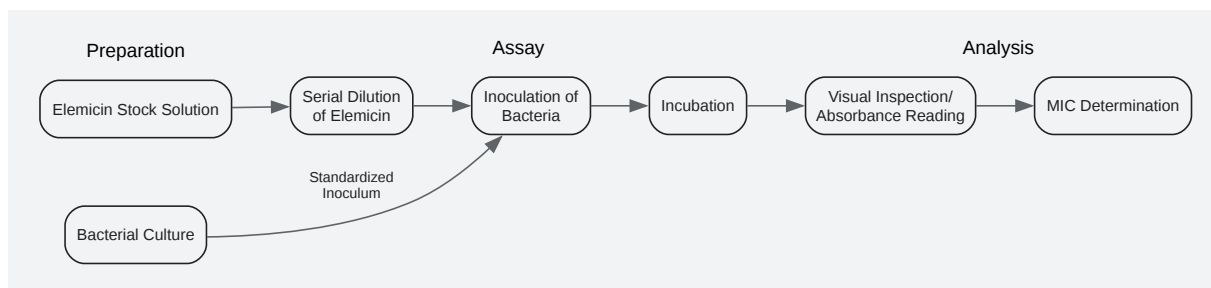 Preparation
Assay
Analysis
Elemicin Stock Solution
Serial Dilution
of Elemicin
Inoculation of
Bacteria
Incubation
Visual Inspection/
Absorbance Reading
MIC Determination
Standardized
Inoculum
Bacterial Culture